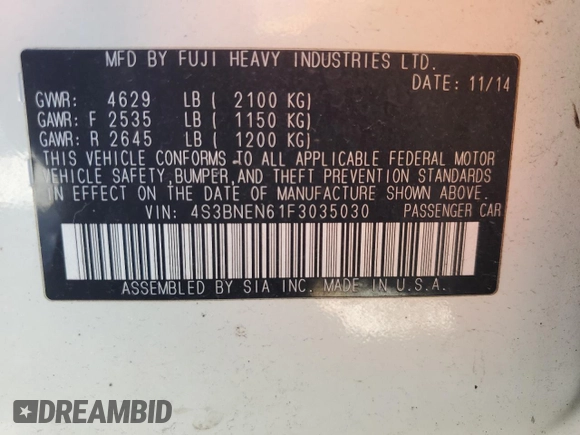 MFD BY FUJI HEAVY INDUSTRIES LTD.
DATE: 11/14
GVWR: 4629 LB ( 2100 KG)
GAWR: F 2535 LB ( 1150 KG)
GAWR: R 2645 LB ( 1200 KG)
THIS VEHICLE CONFORMS TO ALL APPLICABLE FEDERAL MOTOR
VEHICLE SAFETY, BUMPER, AND THEFT PREVENTION STANDARDS
IN EFFECT ON THE DATE OF MANUFACTURE SHOWN ABOVE.
VIN: 4S3BNEN61F3035030 PASSENGER CAR
ASSEMBLED BY SIA INC. MADE IN U.S.A.
DREAMBID